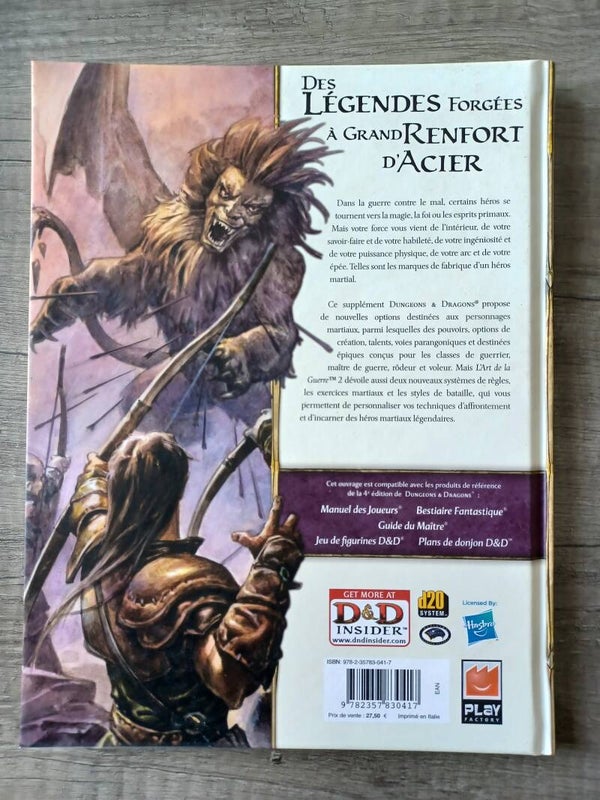 DES
LÉGENDES FORGÉES
À GRAND RENFORT
D'ACIER
Dans la guerre contre le mal, certains héros se
tournent vers la magie, la foi ou les esprits primaux.
Mais votre force vous vient de l'intérieur, de votre
savoir-faire et de votre habileté, de votre ingéniosité et
de votre puissance physique, de votre arc et de votre
épée. Telles sont les marques de fabrique d'un héros
martial.
Ce supplément DUNGEONS & DRAGONS® propose
de nouvelles options destinées aux personnages
martiaux, parmi lesquelles des pouvoirs, options de
création, talents, voies parangoniques et destinées
épiques conçus pour les classes de guerrier,
maître de guerre, rôdeur et voleur. Mais L'Art de la
Guerre™ 2 dévoile aussi deux nouveaux systèmes de règles,
les exercices martiaux et les styles de bataille, qui vous
permettent de personnaliser vos techniques d'affrontement
et d'incarner des héros martiaux légendaires.
Cet ouvrage est compatible avec les produits de référence
de la 4e édition de DUNGEONS & DRAGONS® :
Manuel des Joueurs® Bestiaire Fantastique®
Guide du Maître®
Jeu de figurines D&D® Plans de donjon D&D™
GET MORE AT
D&D
INSIDER™
www.dndinsider.com
d20
SYSTEM®
Licensed By:
Hasbro
ISBN: 978-2-35783-041-7
EAN
9 782357 830417
Prix de vente : 27,50 € Imprimé en Italie
PLAY
FACTORY